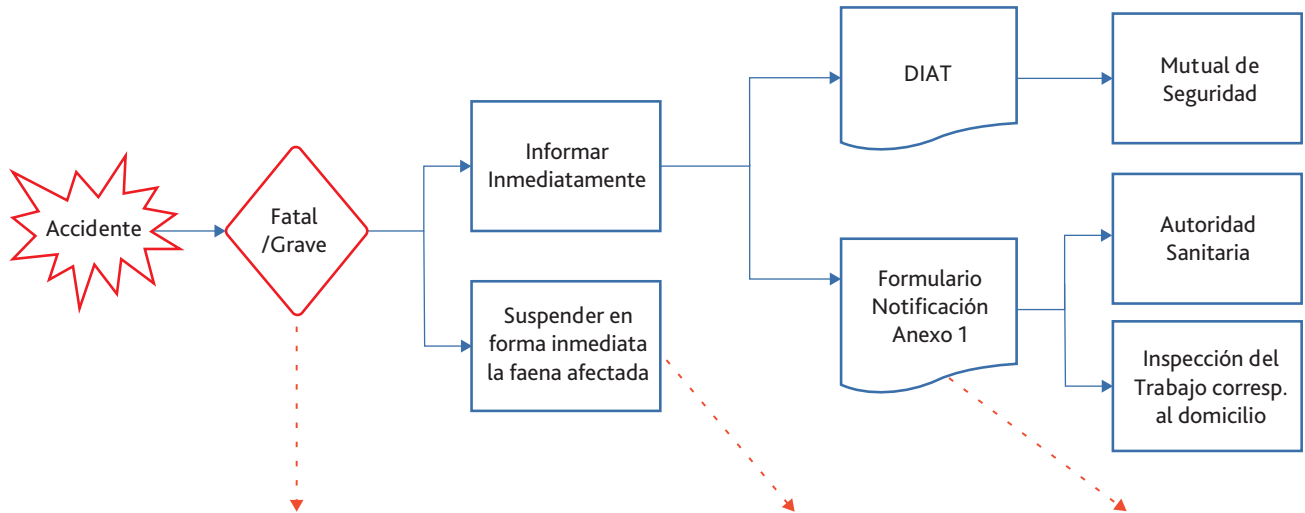 Accidente
Fatal
/Grave
Informar
Inmediatamente
Suspender en
forma inmediata
la faena afectada
DIAT
Formulario
Notificación
Anexo 1
Mutual de
Seguridad
Autoridad
Sanitaria
Inspección del
Trabajo corresp.
al domicilio